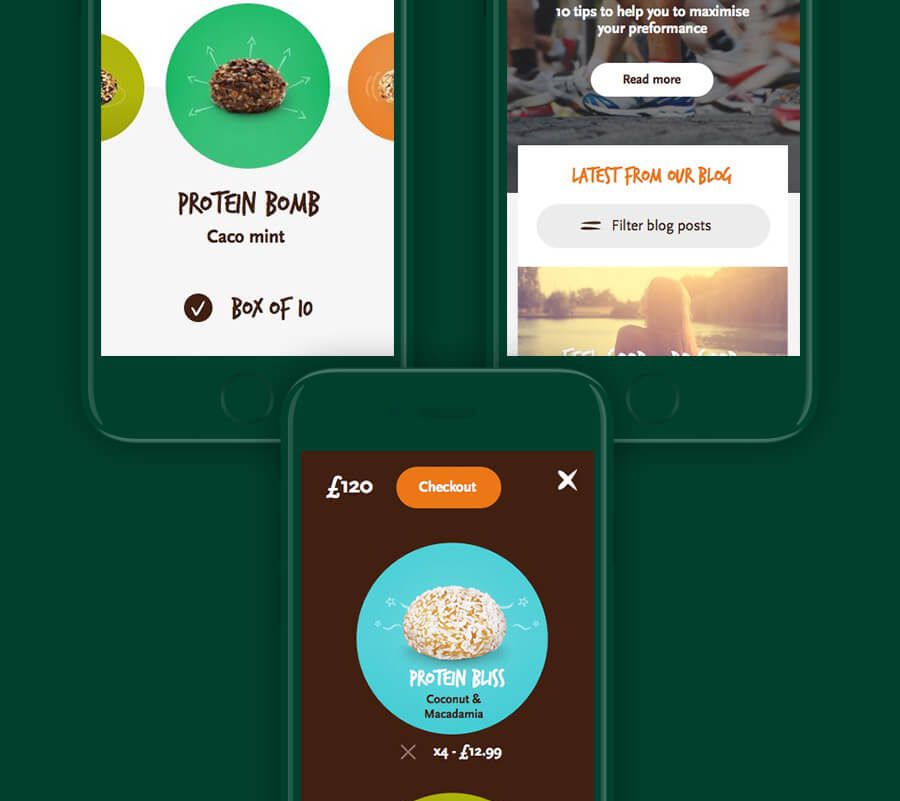 PROTEIN BOMB
Caco mint
BOX OF 10
10 tips to help you to maximise
your preformance
Read more
LATEST FROM OUR BLOG
Filter blog posts
£120
Checkout
PROTEIN BLISS
Coconut &
Macadamia
x4 - £12.99